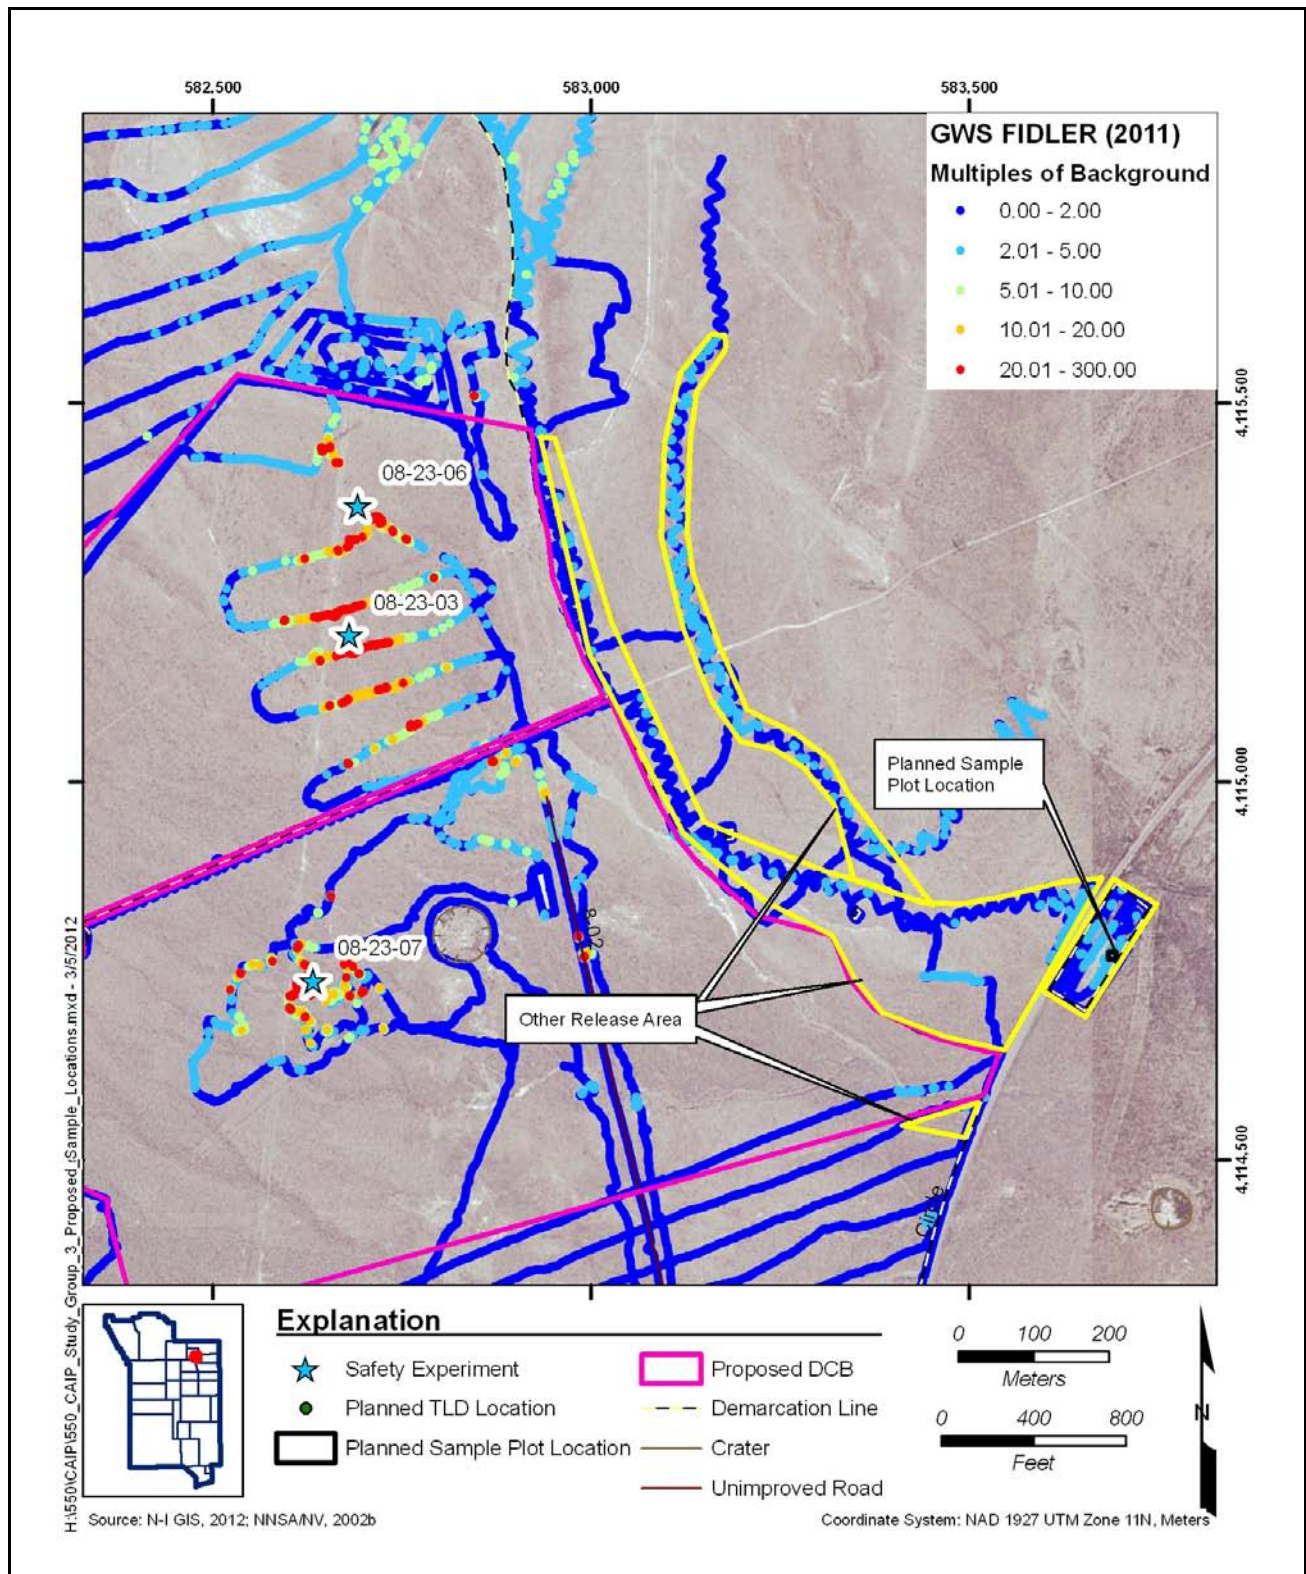 582,500
583,000
583,500
GWS FIDLER (2011)
Multiples of Background
0.00 - 2.00
2.01 - 5.00
5.01 - 10.00
10.01 - 20.00
20.01 - 300.00
4,115,500
08-23-06
08-23-03
Planned Sample
Plot Location
4,115,000
8-02
08-23-07
Other Release Area
4,114,500
Circle
H:\550\CAIP\550_CAIP_Study_Group_3_Proposed_Sample_Locations.mxd - 3/5/2012
Explanation
Safety Experiment
Planned TLD Location
Planned Sample Plot Location
Proposed DCB
Demarcation Line
Crater
Unimproved Road
0 100 200
Meters
0 400 800
Feet
N
Source: N-I GIS, 2012; NNSA/NV, 2002b
Coordinate System: NAD 1927 UTM Zone 11N, Meters